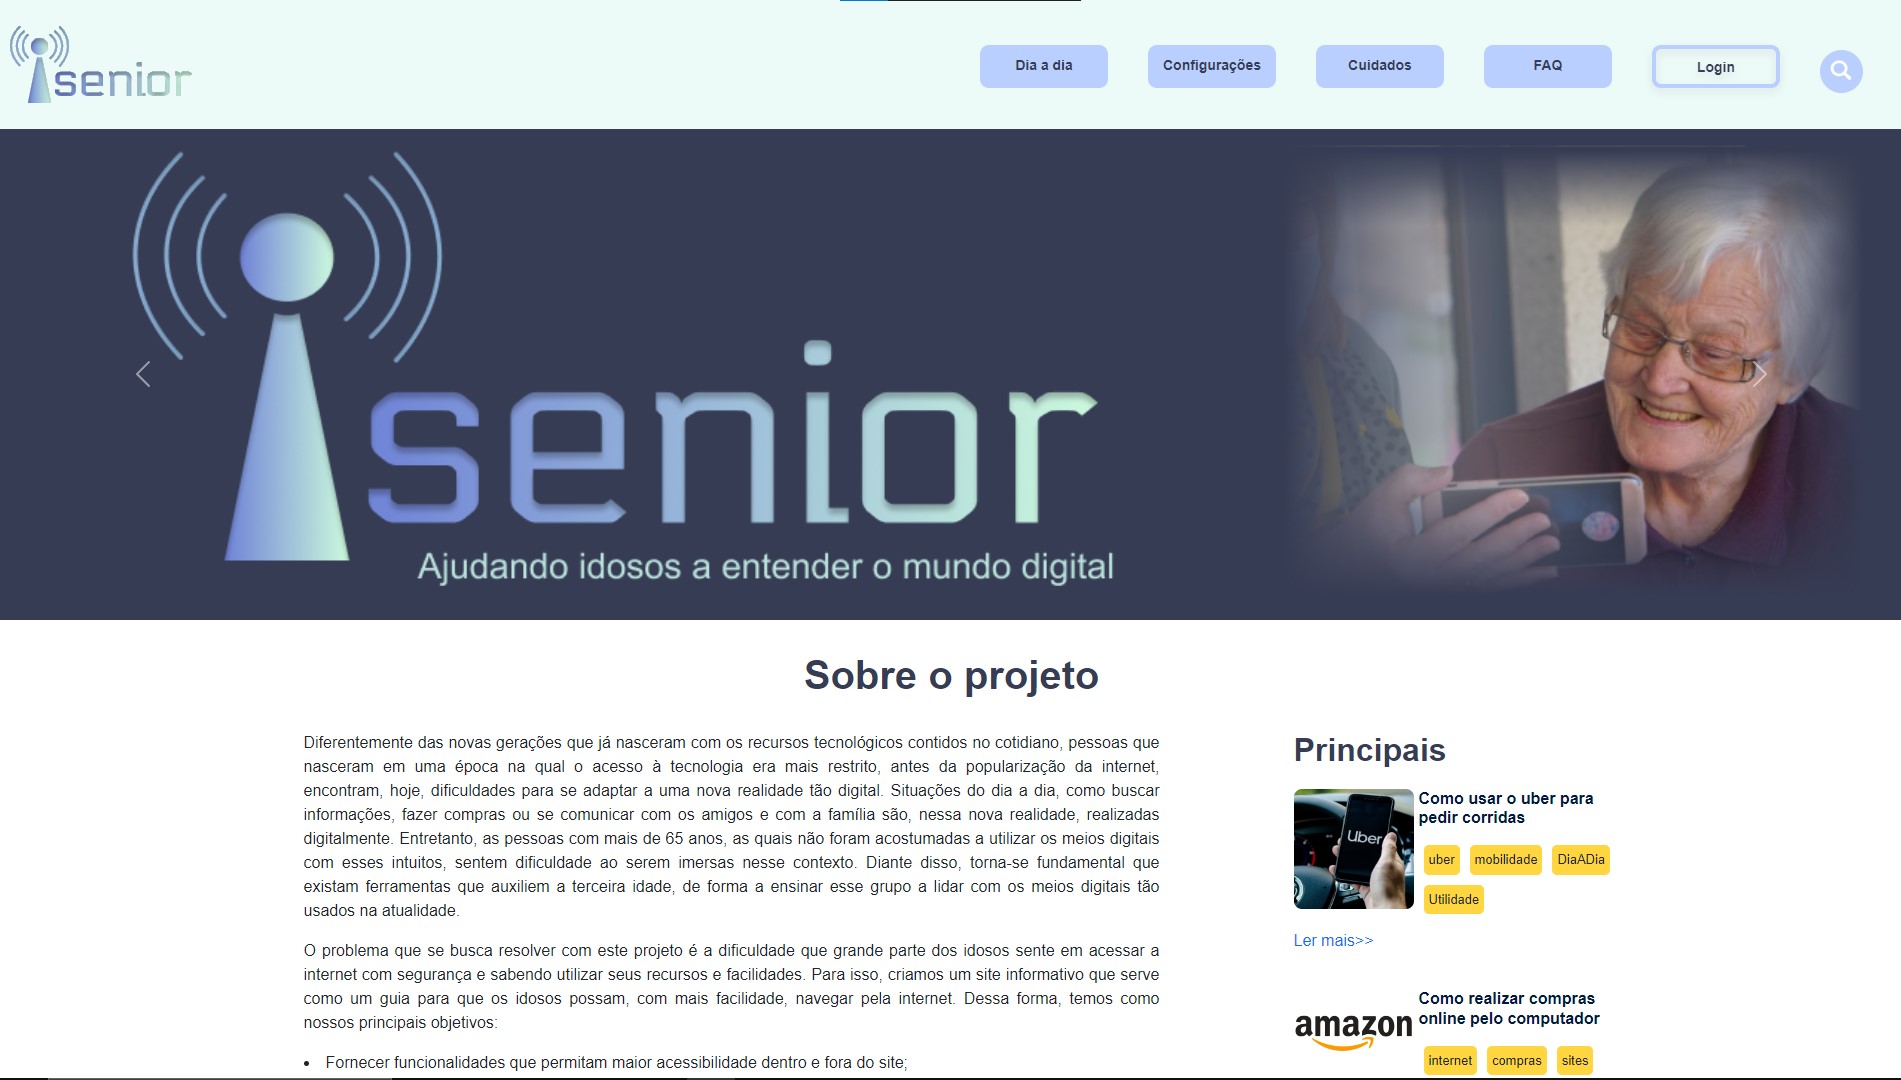 senior
Dia a dia
Configurações
Cuidados
FAQ
Login
senior
Ajudando idosos a entender o mundo digital
Sobre o projeto
Diferentemente das novas gerações que já nasceram com os recursos tecnológicos contidos no cotidiano, pessoas que
nasceram em uma época na qual o acesso à tecnologia era mais restrito, antes da popularização da internet,
encontram, hoje, dificuldades para se adaptar a uma nova realidade tão digital. Situações do dia a dia, como buscar
informações, fazer compras ou se comunicar com os amigos e com a família são, nessa nova realidade, realizadas
digitalmente. Entretanto, as pessoas com mais de 65 anos, as quais não foram acostumadas a utilizar os meios digitais
com esses intuitos, sentem dificuldade ao serem imersas nesse contexto. Diante disso, torna-se fundamental que
existam ferramentas que auxiliem a terceira idade, de forma a ensinar esse grupo a lidar com os meios digitais tão
usados na atualidade.
O problema que se busca resolver com este projeto é a dificuldade que grande parte dos idosos sente em acessar a
internet com segurança e sabendo utilizar seus recursos e facilidades. Para isso, criamos um site informativo que serve
como um guia para que os idosos possam, com mais facilidade, navegar pela internet. Dessa forma, temos como
nossos principais objetivos:
• Fornecer funcionalidades que permitam maior acessibilidade dentro e fora do site;
Principais
Uber
Como usar o uber para
pedir corridas
uber mobilidade DiaADia
Utilidade
Ler mais>>
amazon
Como realizar compras
online pelo computador
internet compras sites